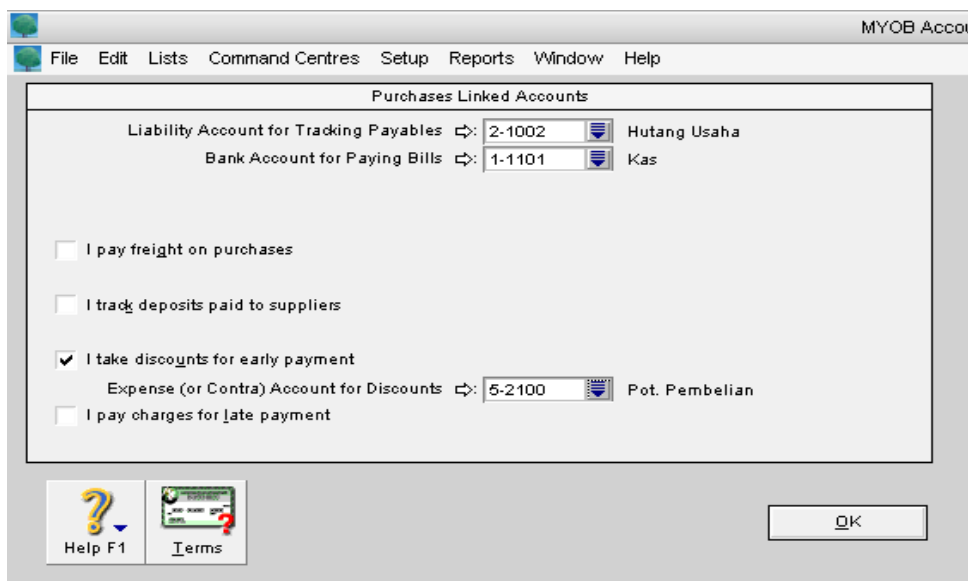 MYOB Accou
File Edit Lists Command Centres Setup Reports Window Help
Purchases Linked Accounts
Liability Account for Tracking Payables ⇨: 2-1002 Hutang Usaha
Bank Account for Paying Bills ⇨: 1-1101 Kas
I pay freight on purchases
I track deposits paid to suppliers
I take discounts for early payment
Expense (or Contra) Account for Discounts ⇨: 5-2100 Pot. Pembelian
I pay charges for late payment
Help F1 Terms OK